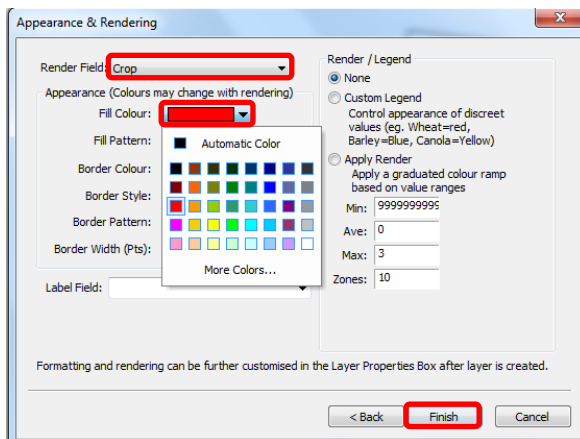 Appearance & Rendering
Render Field: Crop
Appearance (Colours may change with rendering)
Fill Colour:
Fill Pattern:
Automatic Color
Border Colour:
Border Style:
Border Pattern:
Border Width (Pts):
More Colors...
Label Field:
Render / Legend
None
Custom Legend
Control appearance of discreet
values (eg. Wheat=red,
Barley=Blue, Canola=Yellow)
Apply Render
Apply a graduated colour ramp
based on value ranges
Min: 9999999995
Ave: 0
Max: 3
Zones: 10
Formatting and rendering can be further customised in the Layer Properties Box after layer is created.
< Back
Finish
Cancel